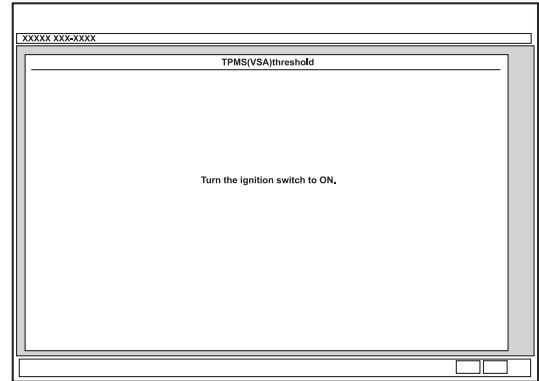 XXXXX XXX-XXXX
TPMS(VSA)threshold
Turn the ignition switch to ON.